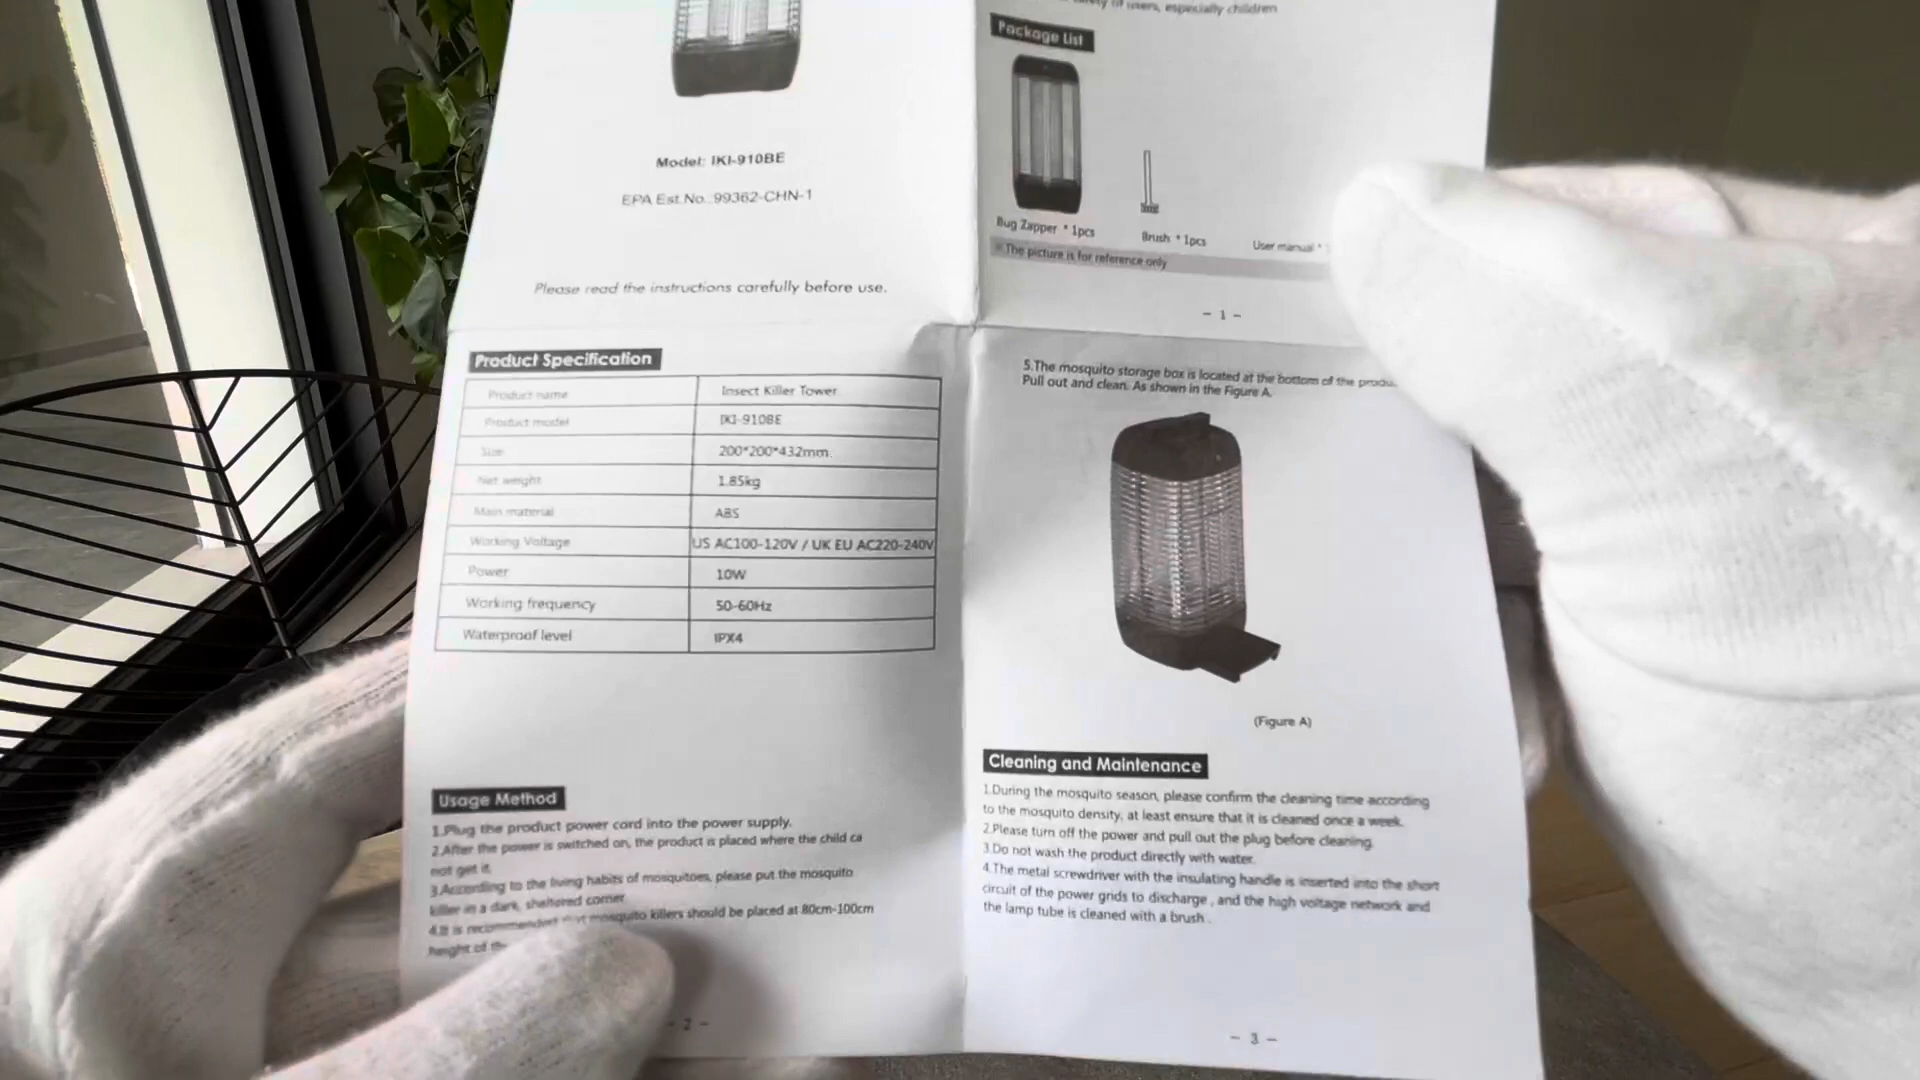 Model: IKI-910BE
EPA Est.No.:99362-CHN-1
Please read the instructions carefully before use.
of users, especially children
Package List
Bug Zapper * 1pcs
Brush * 1pcs
User manual *
The picture is for reference only
- 1 -
Product Specification
Product name Insect Killer Tower
Product model IKI-910BE
Size 200*200*432mm
Net weight 1.85kg
Main material ABS
Working Voltage US AC100-120V / UK EU AC220-240V
Power 10W
Working frequency 50-60Hz
Waterproof level IPX4
Usage Method
1.Plug the product power cord into the power supply.
2.After the power is switched on, the product is placed where the child ca
not get it.
3.According to the living habits of mosquitoes, please put the mosquito
killer in a dark, sheltered corner
4.It is recommended that mosquito killers should be placed at 80cm-100cm
height of
- 2 -
5.The mosquito storage box is located at the bottom of the
Pull out and clean. As shown in the Figure A.
(Figure A)
Cleaning and Maintenance
1.During the mosquito season, please confirm the cleaning time according
to the mosquito density, at least ensure that it is cleaned once a week.
2.Please turn off the power and pull out the plug before cleaning.
3.Do not wash the product directly with water.
4.The metal screwdriver with the insulating handle is inserted into the short
circuit of the power grids to discharge , and the high voltage network and
the lamp tube is cleaned with a brush .
- 3 -